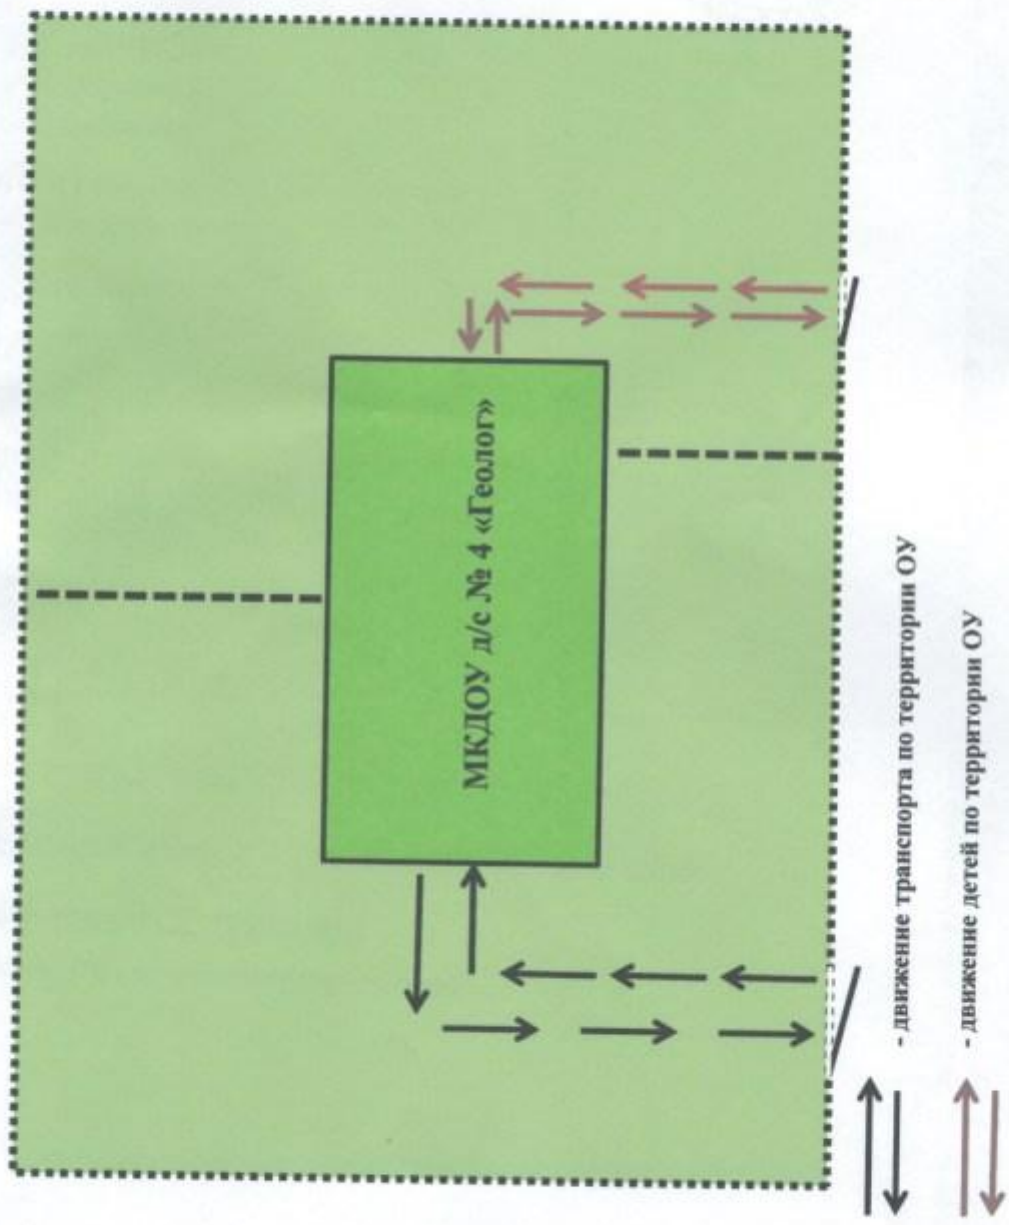 МКДОУ д/с № 4 «Геолог»
- движение транспорта по территории ОУ
- движение детей по территории ОУ